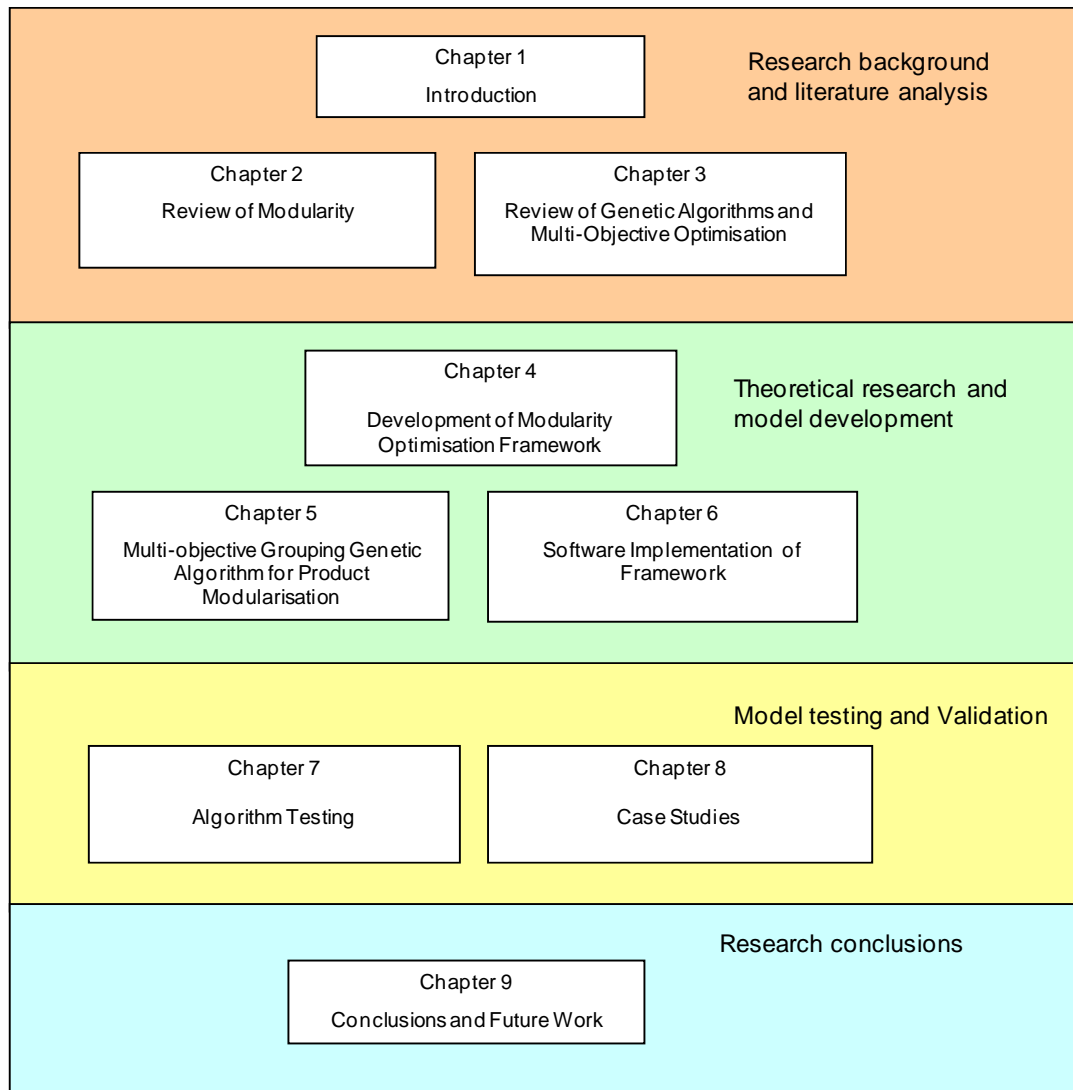 Chapter 1
Introduction
Research background
and literature analysis
Chapter 2
Review of Modularity
Chapter 3
Review of Genetic Algorithms and
Multi-Objective Optimisation
Chapter 4
Development of Modularity
Optimisation Framework
Theoretical research and
model development
Chapter 5
Multi-objective Grouping Genetic
Algorithm for Product
Modularisation
Chapter 6
Software Implementation of
Framework
Model testing and Validation
Chapter 7
Algorithm Testing
Chapter 8
Case Studies
Research conclusions
Chapter 9
Conclusions and Future Work